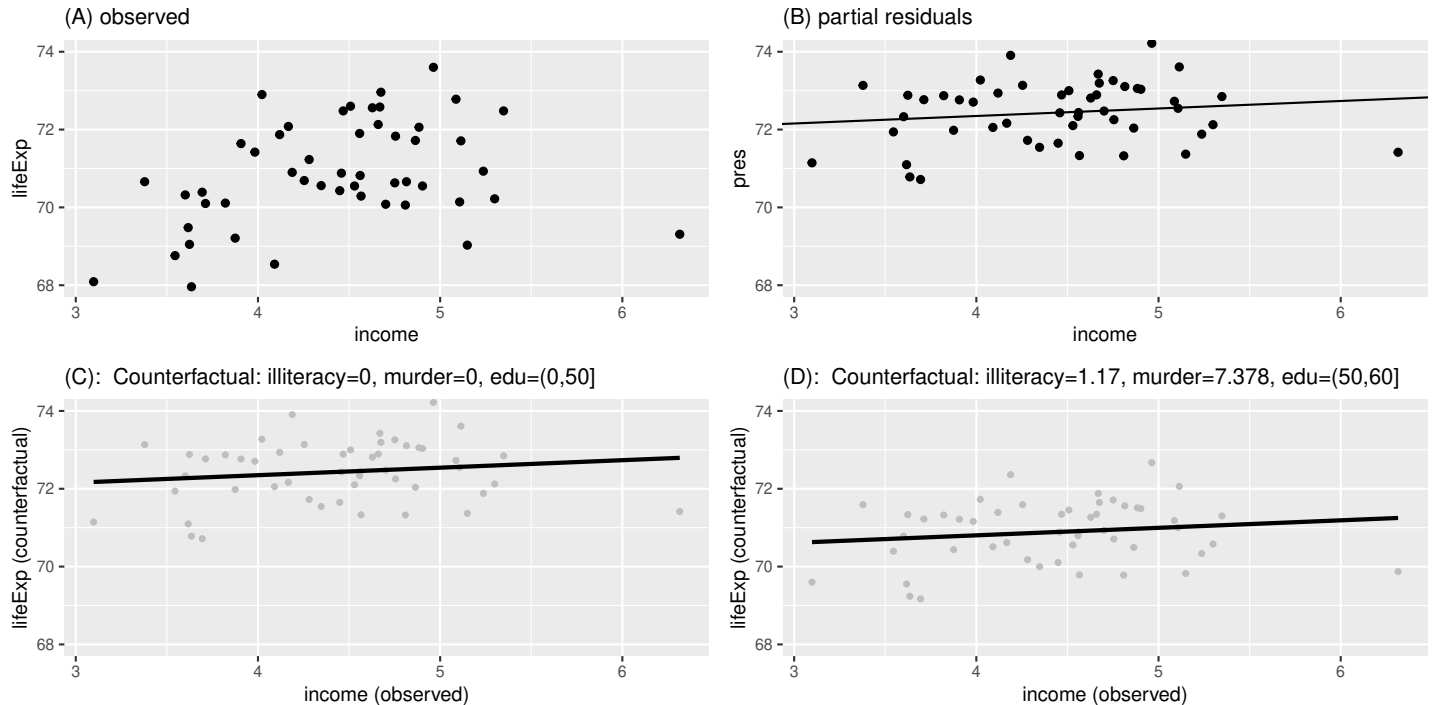 (A) observed
74
72
70
68
lifeExp
3 4 5 6
income
(B) partial residuals
74
72
70
68
pres
3 4 5 6
income
(C): Counterfactual: illiteracy=0, murder=0, edu=(0,50]
74
72
70
68
lifeExp (counterfactual)
3 4 5 6
income (observed)
(D): Counterfactual: illiteracy=1.17, murder=7.378, edu=(50,60]
74
72
70
68
lifeExp (counterfactual)
3 4 5 6
income (observed)